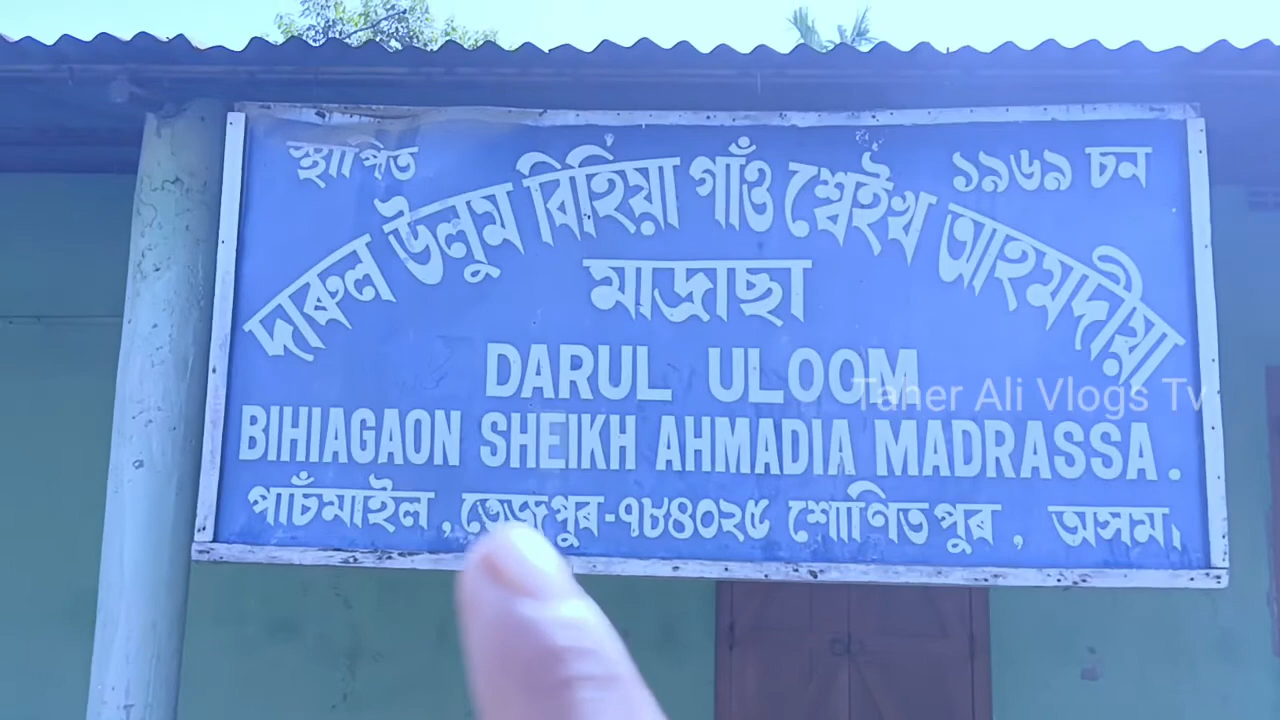 স্থাপিত ১৯৬৯ চন
দাৰুল উলুম বিহিয়া গাঁও শ্বেইখ আহমদীয়া
মাদ্ৰাছা
DARUL ULOOM
Taher Ali Vlogs Tv
BIHIAGAON SHEIKH AHMADIA MADRASSA.
পাচঁমাইল, তেজপুৰ-৭৮৪০২৫ শোণিতপুৰ, অসম।